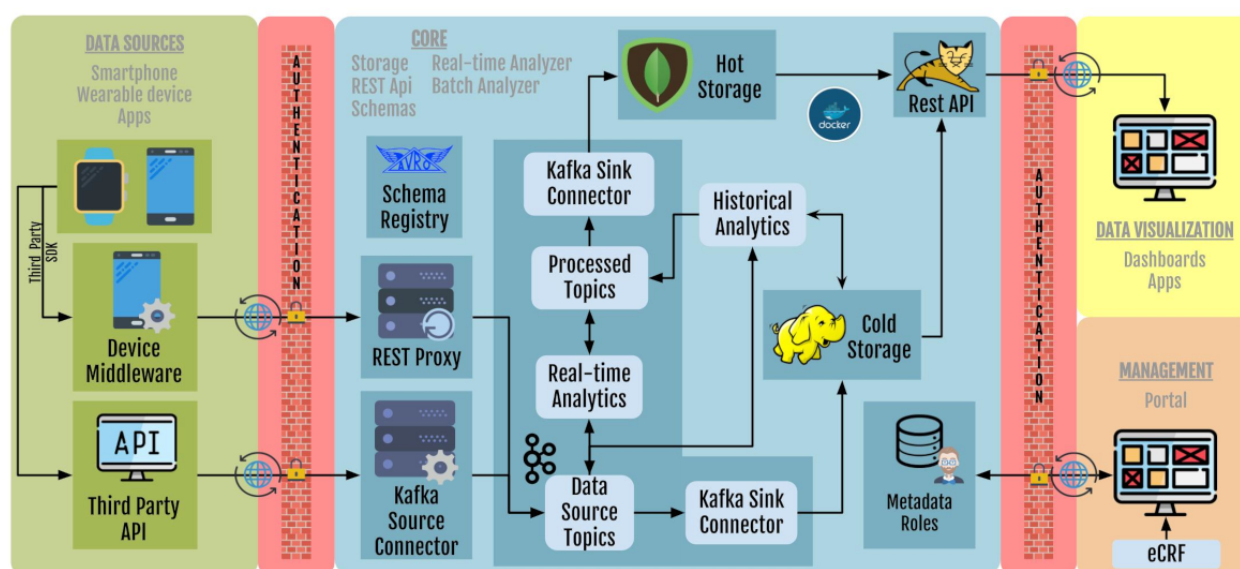 DATA SOURCES
Smartphone
Wearable device
Apps
Third Party
SDK
Device
Middleware
API
Third Party
API
AUTHENTICATION
CORE
Storage
REST Api
Schemas
Real-time Analyzer
Batch Analyzer
AVRO
Schema
Registry
REST Proxy
Kafka
Source
Connector
Kafka Sink
Connector
Processed
Topics
Real-time
Analytics
Data
Source
Topics
Historical
Analytics
Kafka Sink
Connector
Hot
Storage
docker
Rest API
Cold
Storage
Metadata
Roles
AUTHENTICATION
DATA VISUALIZATION
Dashboards
Apps
MANAGEMENT
Portal
eCRF